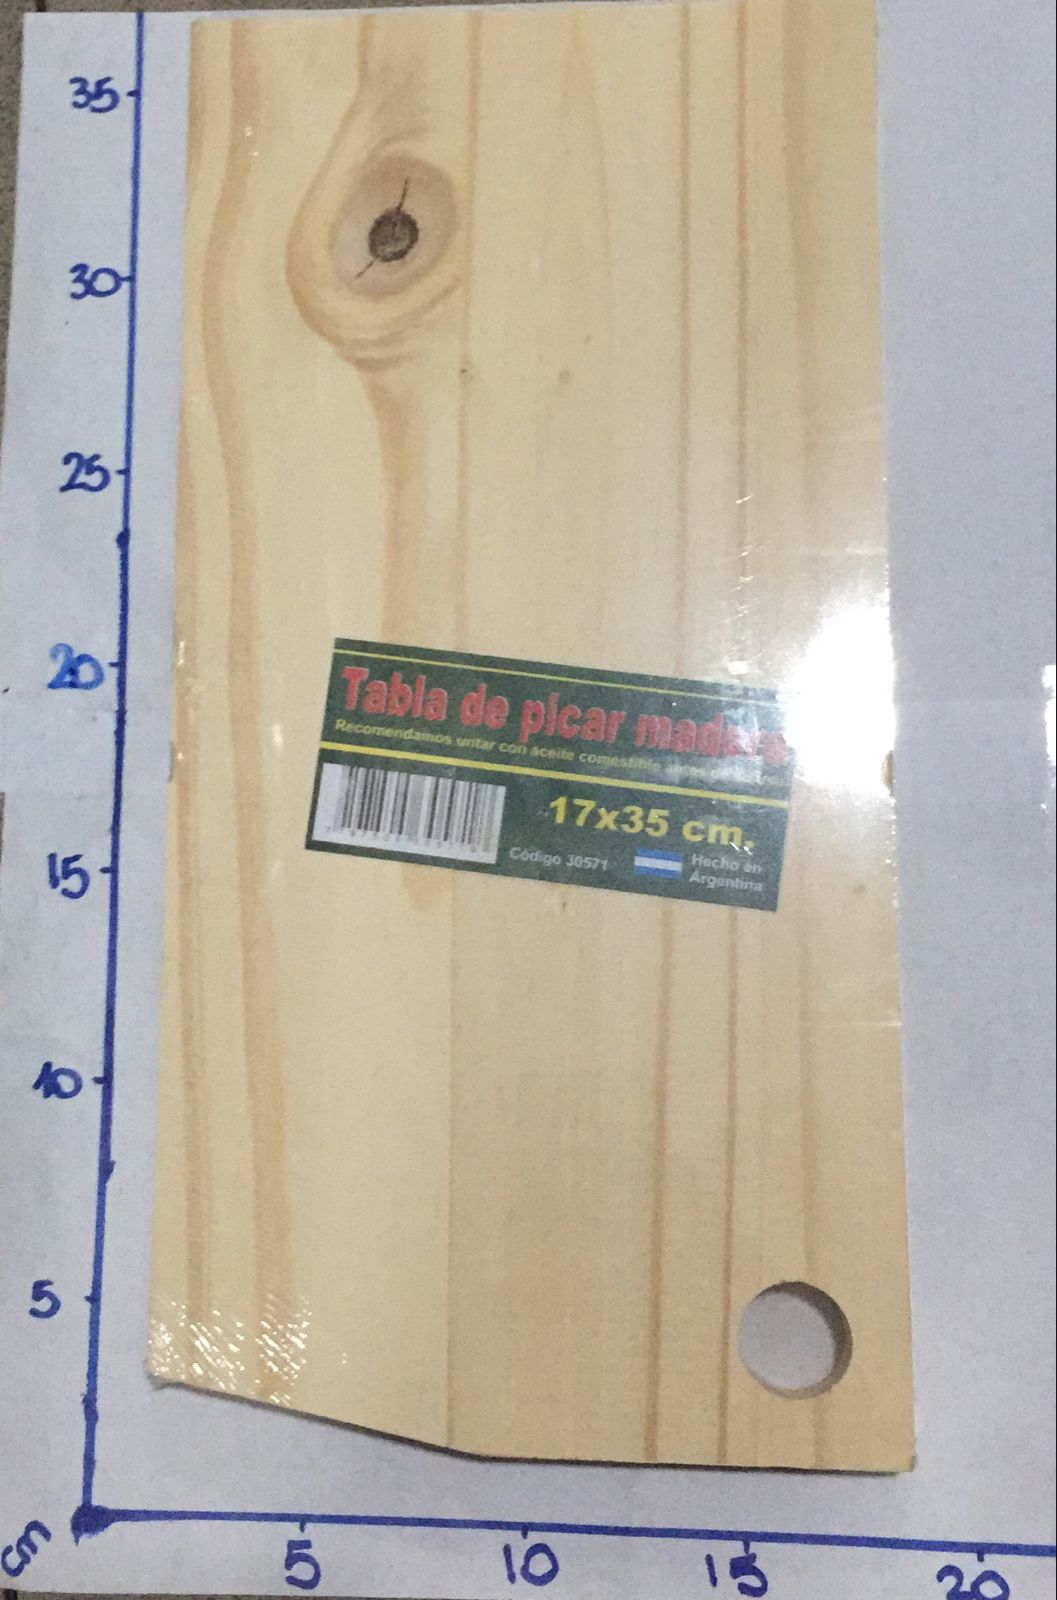 35
30
25
20
15
10
5
cm
5
10
15
20
Tabla de picar madera
Recomendamos untar con aceite comestible antes
17x35 cm.
Código 30571
Hecho en
Argentina